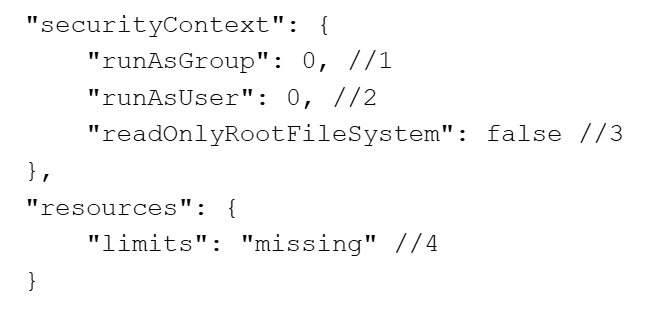 "securityContext": {
"runAsGroup": 0, //1
"runAsUser": 0, //2
"readOnlyRootFileSystem": false //3
},
"resources": {
"limits": "missing" //4
}